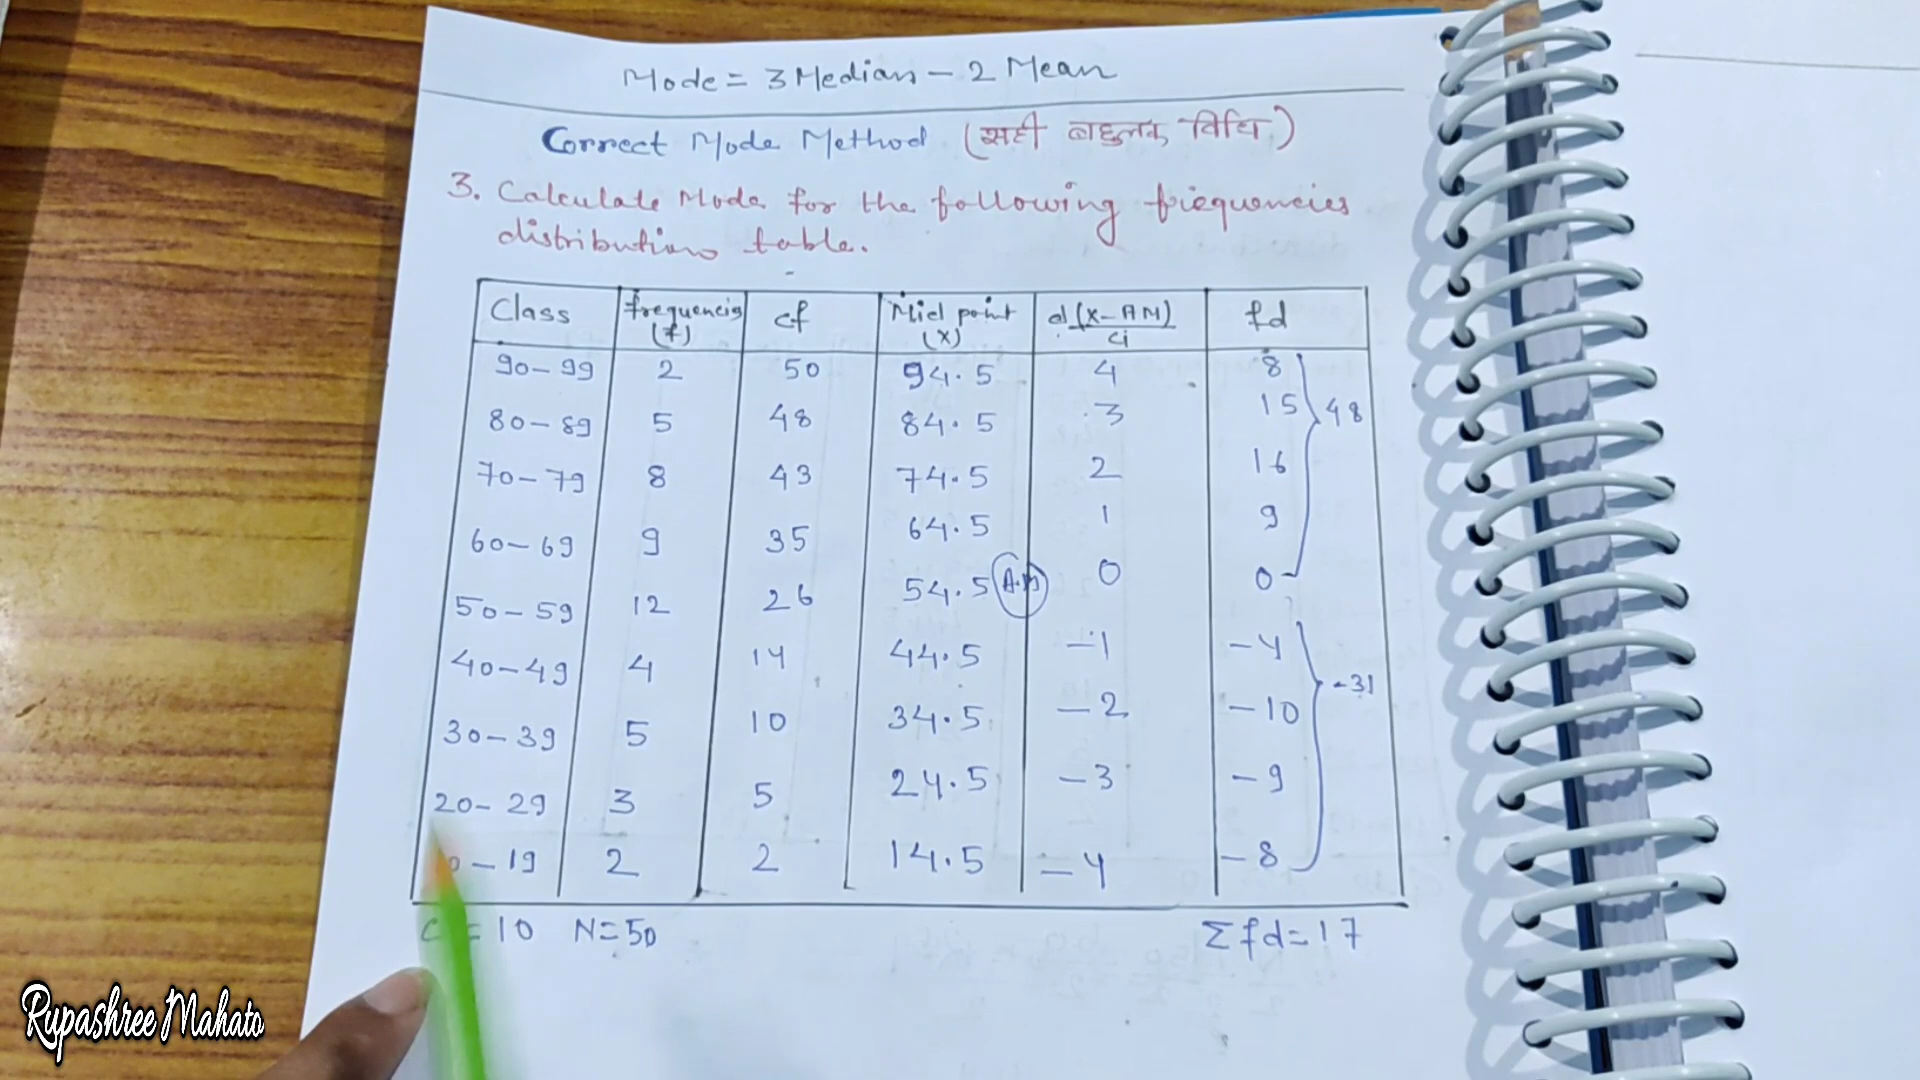 Mode = 3 Median - 2 Mean
Correct Mode Method (सही बहुलक विधि)
3. Calculate Mode for the following frequencies
distribution table.
Class frequencies (f) cf Mid point (x) d(x-AM)/ci fd
90-99 2 50 94.5 4 8
80-89 5 48 84.5 3 15 48
70-79 8 43 74.5 2 16
60-69 9 35 64.5 1 9
50-59 12 26 54.5 A.M 0 0
40-49 4 14 44.5 -1 -4
30-39 5 10 34.5 -2 -10 -31
20-29 3 5 24.5 -3 -9
-19 2 2 14.5 -4 -8
= 10 N=50 Σfd=17
Rupashree Mahato